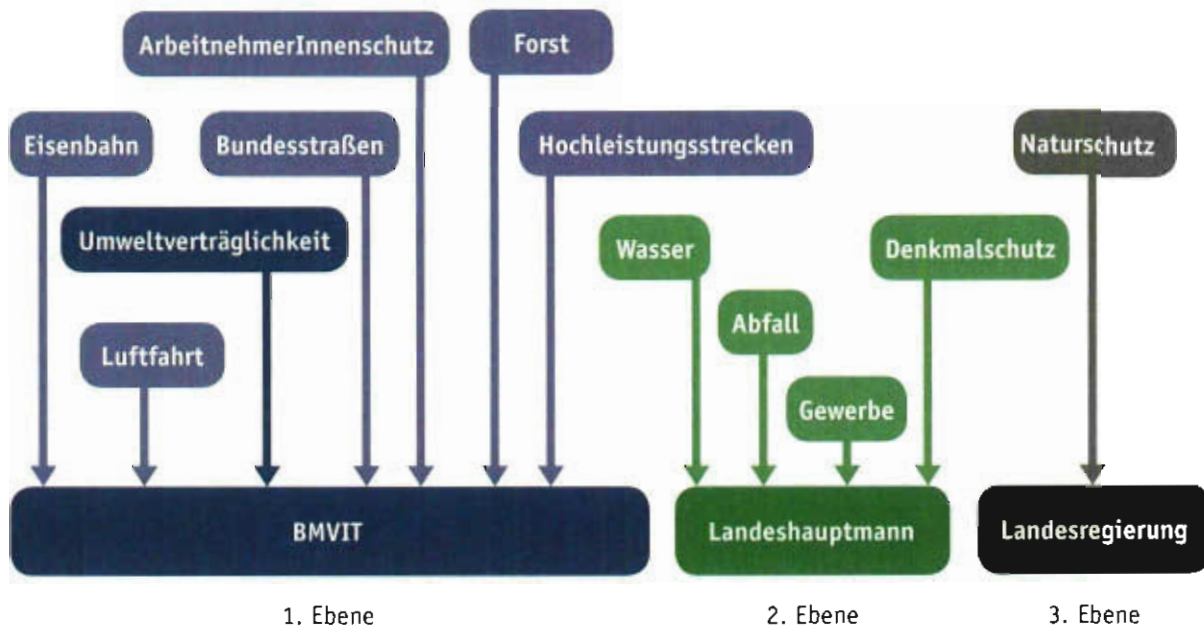 ArbeitnehmerInnenschutz
Forst
Eisenbahn
Bundesstraßen
Hochleistungsstrecken
Naturschutz
Umweltverträglichkeit
Wasser
Denkmalschutz
Abfall
Luftfahrt
Gewerbe
BMVIT
Landeshauptmann
Landesregierung
1. Ebene
2. Ebene
3. Ebene